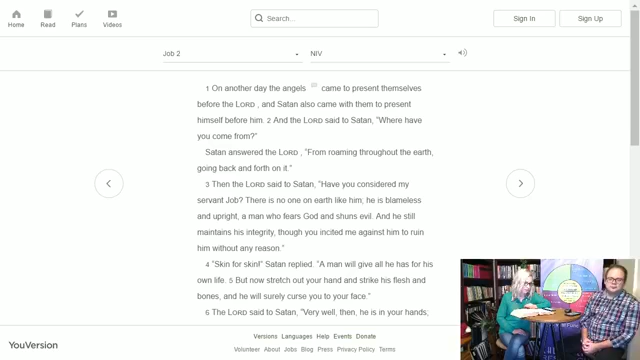 Search...
Sign In
Sign Up
Home
Read
Plans
Videos
Job 2
NIV
1 On another day the angels came to present themselves
before the LORD , and Satan also came with them to present
himself before him. 2 And the LORD said to Satan, "Where have
you come from?"
Satan answered the LORD , "From roaming throughout the earth,
going back and forth on it."
3 Then the LORD said to Satan, "Have you considered my
servant Job? There is no one on earth like him; he is blameless
and upright, a man who fears God and shuns evil. And he still
maintains his integrity, though you incited me against him to ruin
him without any reason."
4 "Skin for skin!" Satan replied. "A man will give all he has for his
own life. 5 But now stretch out your hand and strike his flesh and
bones, and he will surely curse you to your face."
6 The LORD said to Satan, "Very well, then, he is in your hands;
YouVersion
Versions Languages Help Events Donate
Volunteer About Jobs Blog Press Privacy Policy Terms